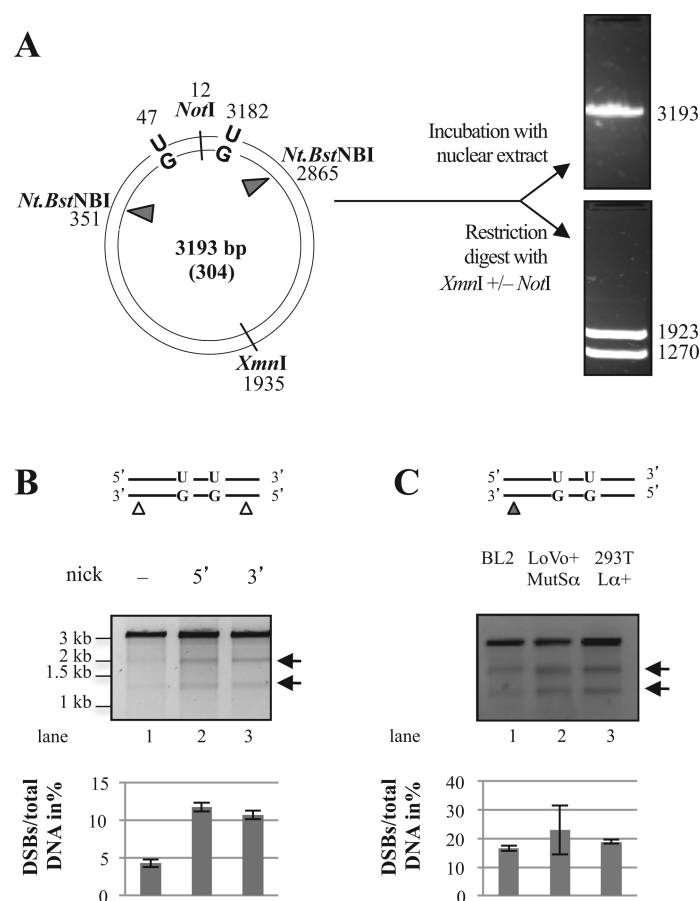 A
47
12
NotI
3182
U
G
U
G
Nt.BstNBI
2865
Nt.BstNBI
351
3193 bp
(304)
XmnI
1935
Incubation with
nuclear extract
Restriction
digest with
XmnI +/– NotI
3193
1923
1270
B
5’ U U 3’
3’ G G 5’
nick – 5’ 3’
3 kb
2 kb
1.5 kb
1 kb
lane 1 2 3
DSBs/total
DNA in%
15
10
5
0
C
5’ U U 3’
3’ G G 5’
BL2 LoVo+ 293T
MutSα Lα+
lane 1 2 3
DSBs/total
DNA in%
40
30
20
10
0